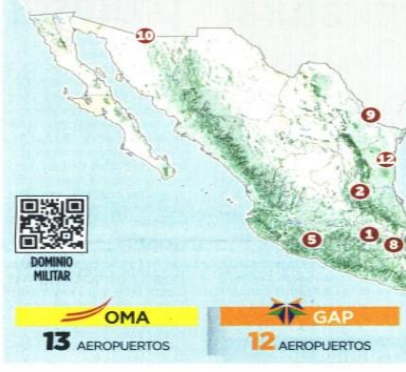 10
9
12
2
5
1
8
DOMINIO
MILITAR
OMA
GAP
13 AEROPUERTOS
12 AEROPUERTOS